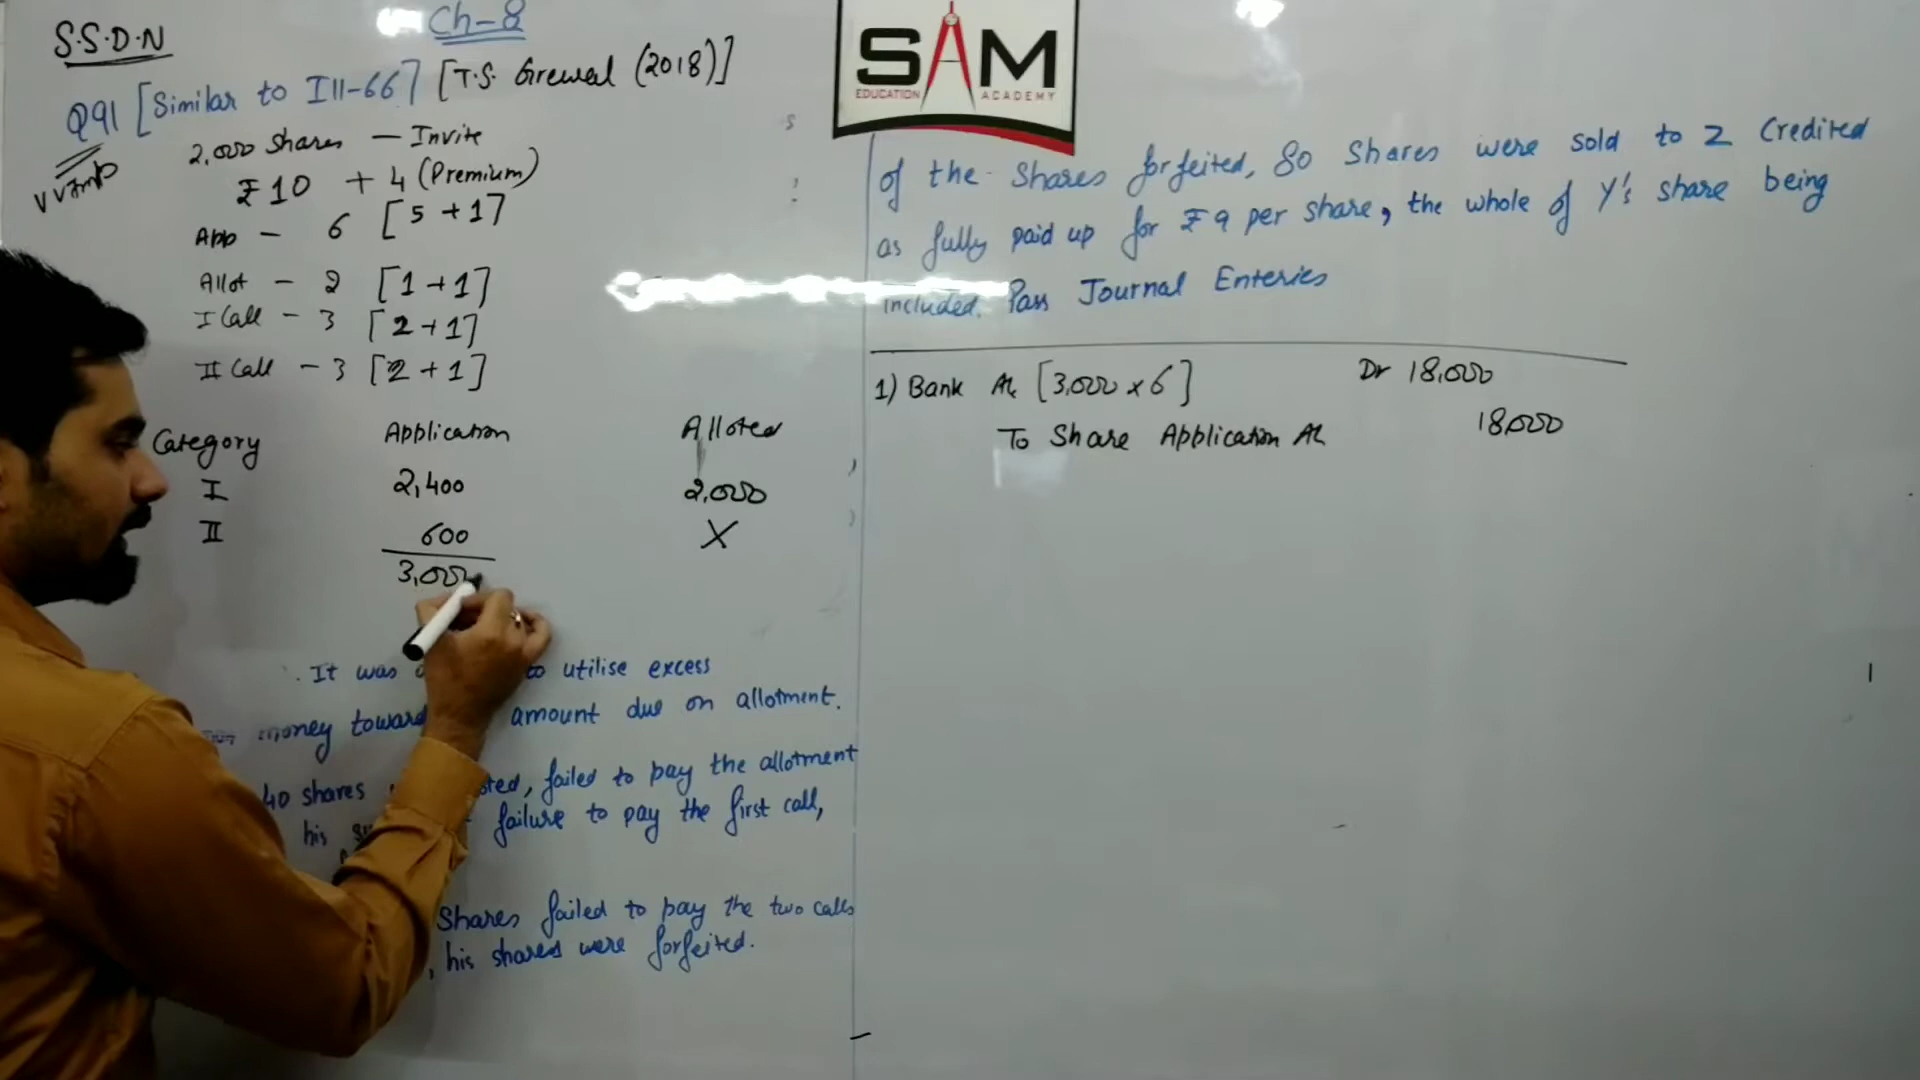 S.S.D.N
Ch-8
Q91 [Similar to Ill-66] [T.S. Grewal (2018)]
VVImp
2,000 Shares — Invite
₹10 + 4 (Premium)
App — 6 [5+1]
Allot — 2 [1+1]
I Call — 3 [2+1]
II Call — 3 [2+1]
Category Application Alloted
I 2,400 2,000
II 600 X
3,000
It was to utilise excess
money toward amount due on allotment.
40 shares failed to pay the allotment
his failure to pay the first call,
Shares failed to pay the two calls
, his shares were forfeited.
SAM
EDUCATION ACADEMY
of the Shares forfeited, 80 Shares were sold to Z Credited
as fully paid up for ₹9 per share, the whole of Y's share being
included. Pass Journal Enteries
1) Bank A/c [3,000 x 6] Dr 18,000
To Share Application A/c 18,000